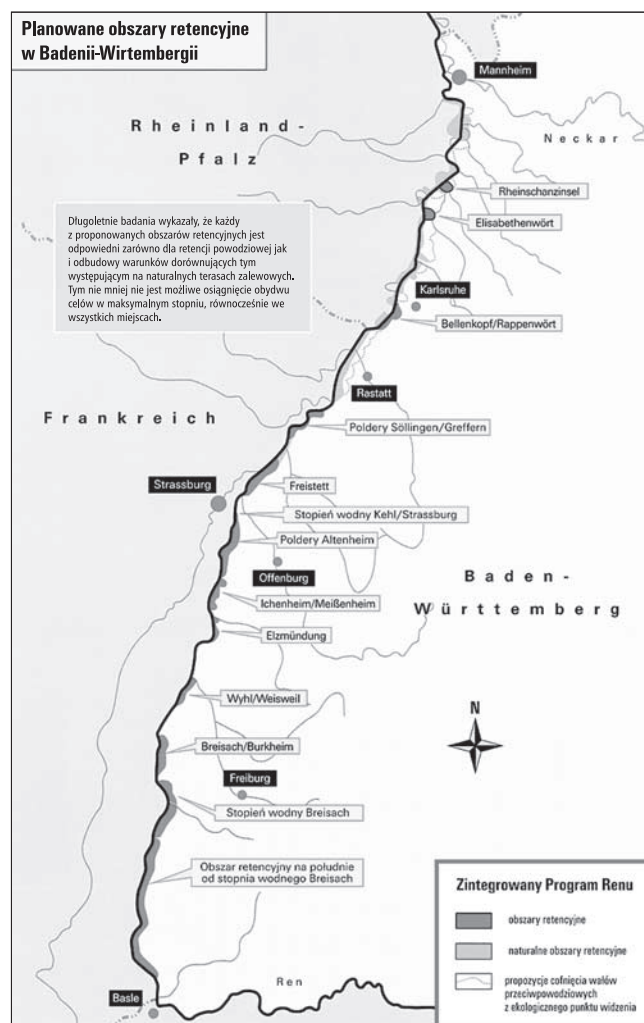 Planowane obszary retencyjne
w Badenii-Wirtembergii
Mannheim
Rheinland-
Pfalz
Neckar
Rheinschanzinsel
Elisabethenwört
Długoletnie badania wykazały, że każdy
z proponowanych obszarów retencyjnych jest
odpowiedni zarówno dla retencji powodziowej jak
i odbudowy warunków dorównujących tym
występującym na naturalnych terasach zalewowych.
Tym nie mniej nie jest możliwe osiągnięcie obydwu
celów w maksymalnym stopniu, równocześnie we
wszystkich miejscach.
Karlsruhe
Bellenkopf/Rappenwört
Rastatt
Frankreich
Poldery Söllingen/Greffern
Strassburg
Freistett
Stopień wodny Kehl/Strassburg
Poldery Altenheim
Offenburg
Baden-
Württemberg
Ichenheim/Meißenheim
Elzmündung
Wyhl/Weisweil
N
Breisach/Burkheim
Freiburg
Stopień wodny Breisach
Obszar retencyjny na południe
od stopnia wodnego Breisach
Zintegrowany Program Renu
obszary retencyjne
naturalne obszary retencyjne
propozycje cofnięcia wałów
przeciwpowodziowych
z ekologicznego punktu widzenia
Ren
Basle